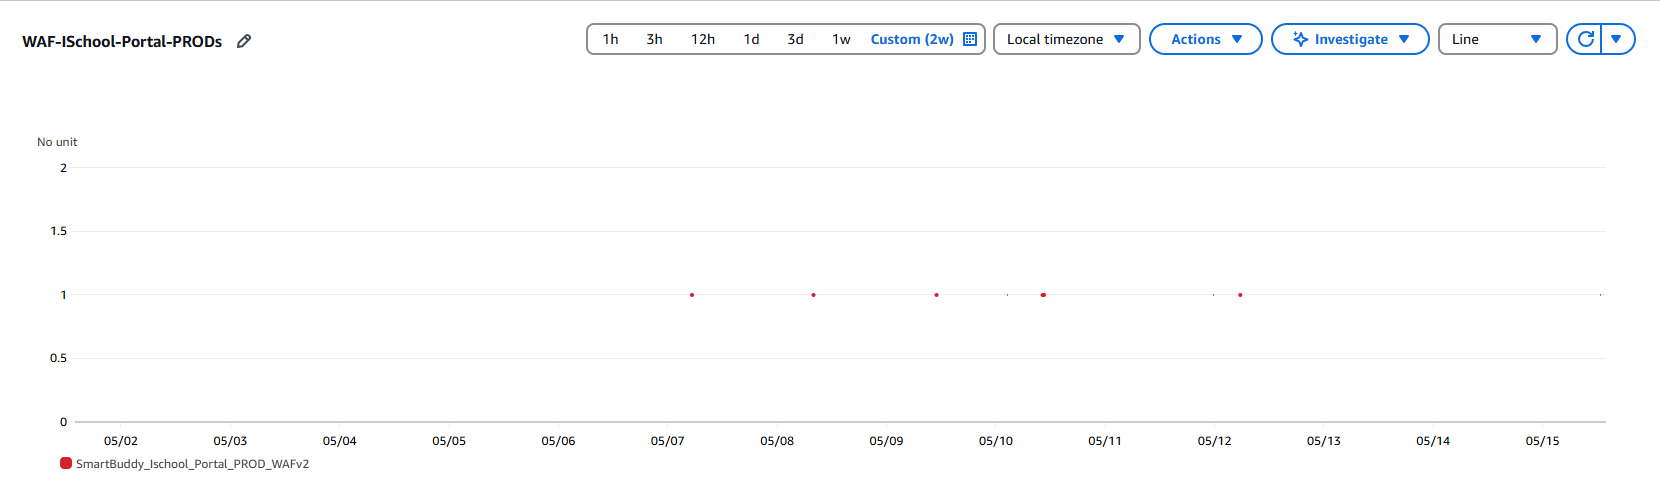 WAF-ISchool-Portal-PRODs
1h 3h 12h 1d 3d 1w Custom (2w) Local timezone Actions Investigate Line
No unit
2
1.5
1
0.5
0
05/02 05/03 05/04 05/05 05/06 05/07 05/08 05/09 05/10 05/11 05/12 05/13 05/14 05/15
SmartBuddy_Ischool_Portal_PROD_WAFv2